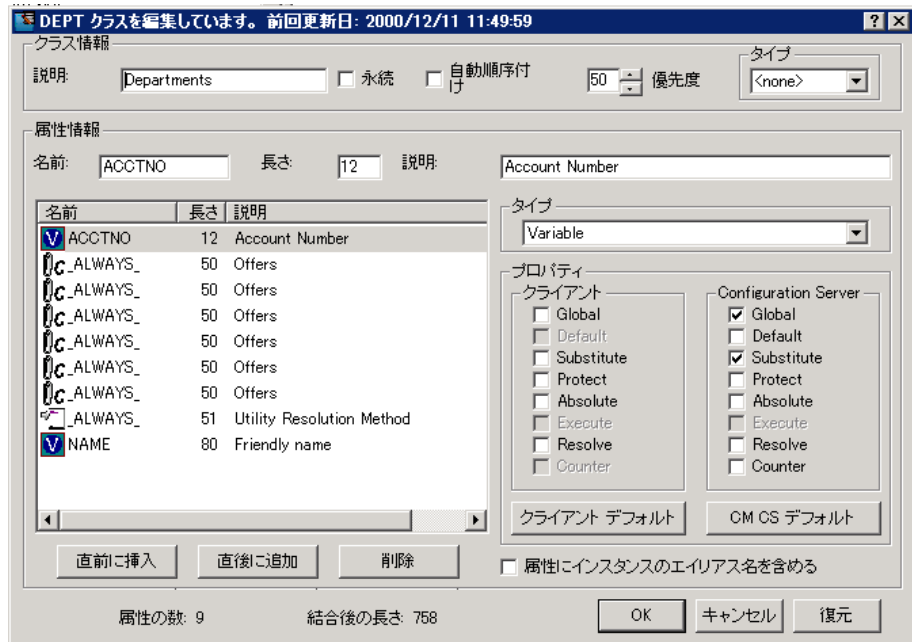 DEPT クラスを編集しています。前回更新日: 2000/12/11 11:49:59
クラス情報
説明: Departments 永続 自動順序付け 50 優先度
タイプ
<none>
属性情報
名前: ACCTNO 長さ: 12 説明: Account Number
名前 長さ 説明
ACCTNO 12 Account Number
_ALWAYS_ 50 Offers
_ALWAYS_ 50 Offers
_ALWAYS_ 50 Offers
_ALWAYS_ 50 Offers
_ALWAYS_ 50 Offers
_ALWAYS_ 50 Offers
_ALWAYS_ 51 Utility Resolution Method
NAME 80 Friendly name
タイプ
Variable
プロパティ
クライアント
Global
Default
Substitute
Protect
Absolute
Execute
Resolve
Counter
クライアント デフォルト
Configuration Server
Global
Default
Substitute
Protect
Absolute
Execute
Resolve
Counter
CM CS デフォルト
直前に挿入 直後に追加 削除
属性にインスタンスのエイリアス名を含める
属性の数: 9 結合後の長さ: 758
OK キャンセル 復元